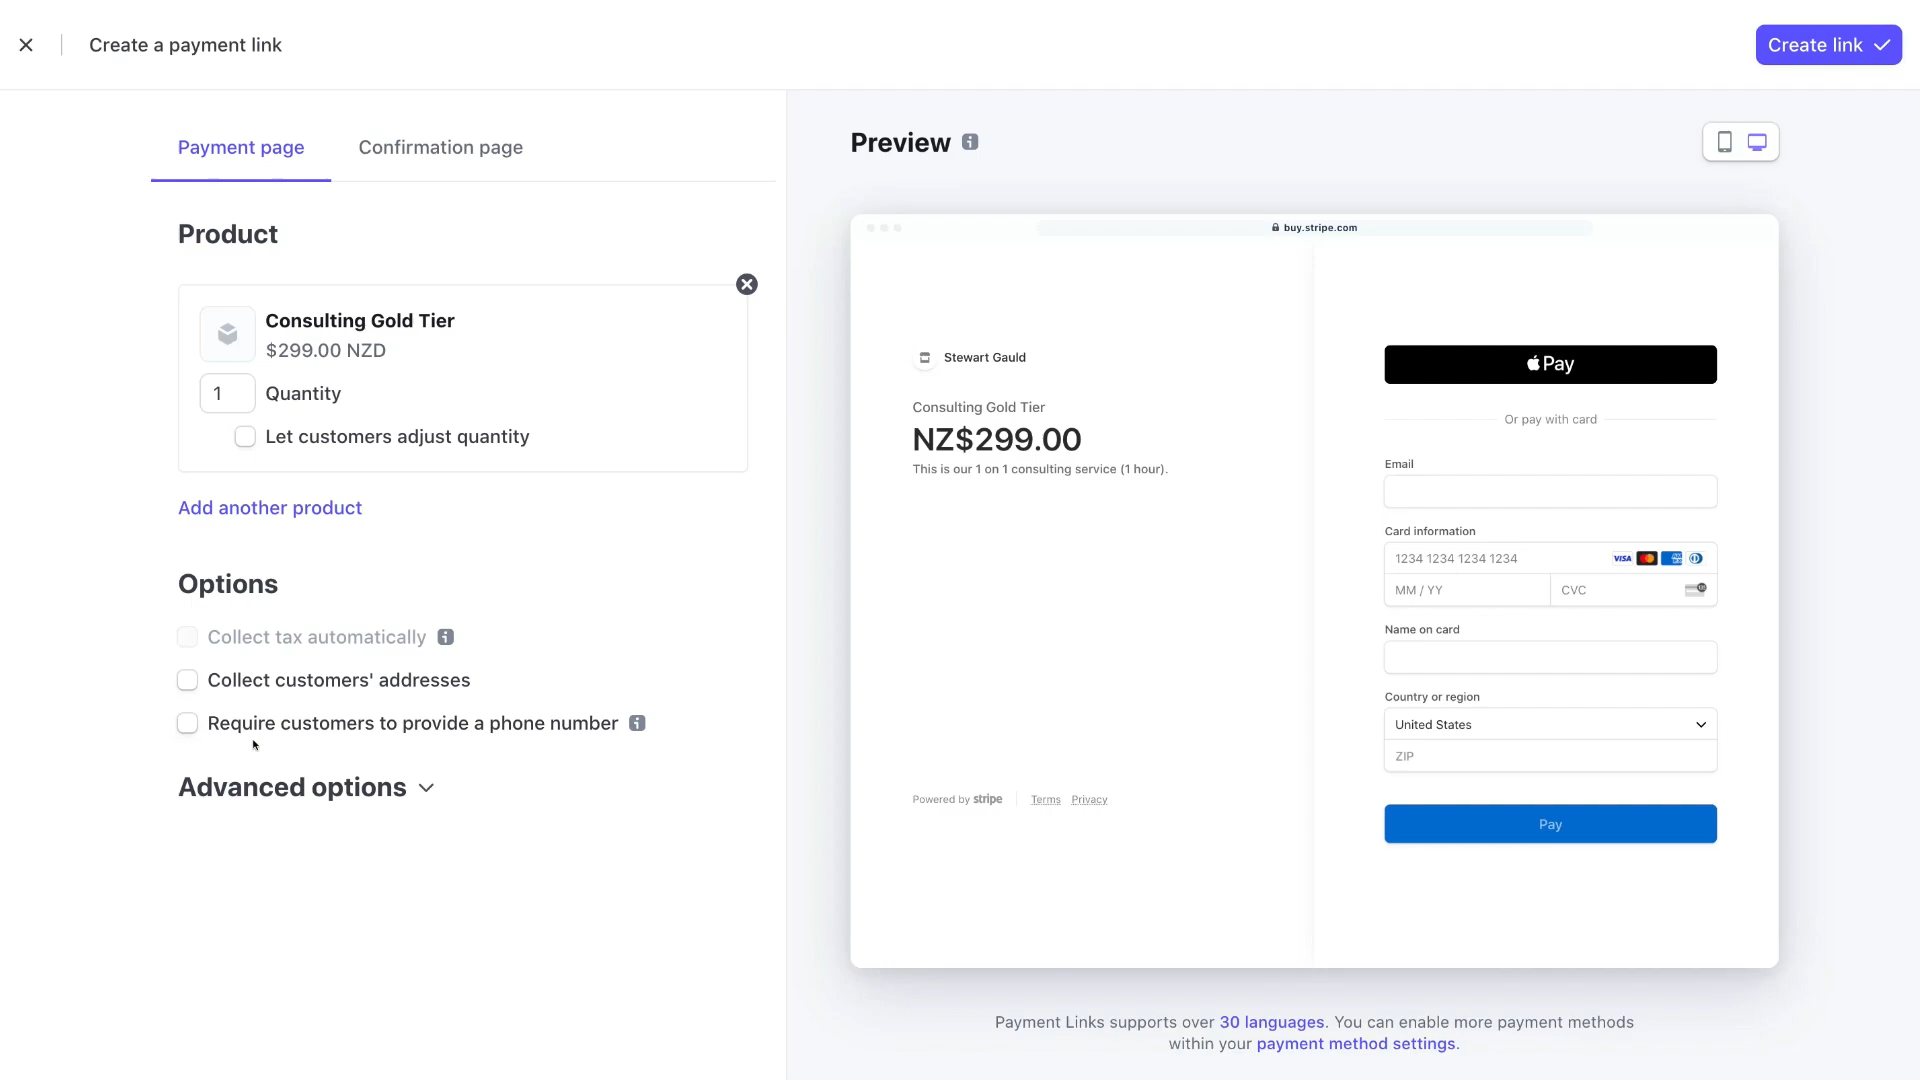 Create a payment link
Create link
Payment page
Confirmation page
Product
Consulting Gold Tier
$299.00 NZD
1
Quantity
Let customers adjust quantity
Add another product
Options
Collect tax automatically
Collect customers' addresses
Require customers to provide a phone number
Advanced options
Preview
buy.stripe.com
Stewart Gauld
Consulting Gold Tier
NZ$299.00
This is our 1 on 1 consulting service (1 hour).
Powered by stripe
Terms
Privacy
Pay
Or pay with card
Email
Card information
1234 1234 1234 1234
VISA
MM / YY
CVC
Name on card
Country or region
United States
ZIP
Pay
Payment Links supports over 30 languages. You can enable more payment methods
within your payment method settings.